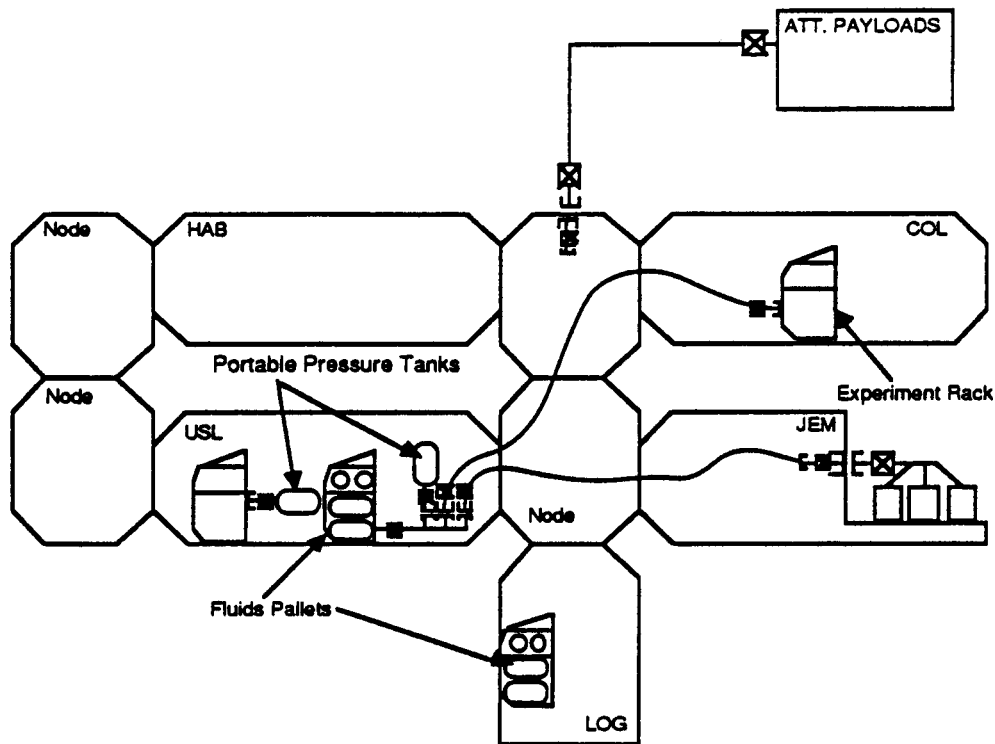 ATT. PAYLOADS
Node
HAB
COL
Portable Pressure Tanks
Experiment Rack
Node
USL
JEM
Node
Fluids Pallets
LOG